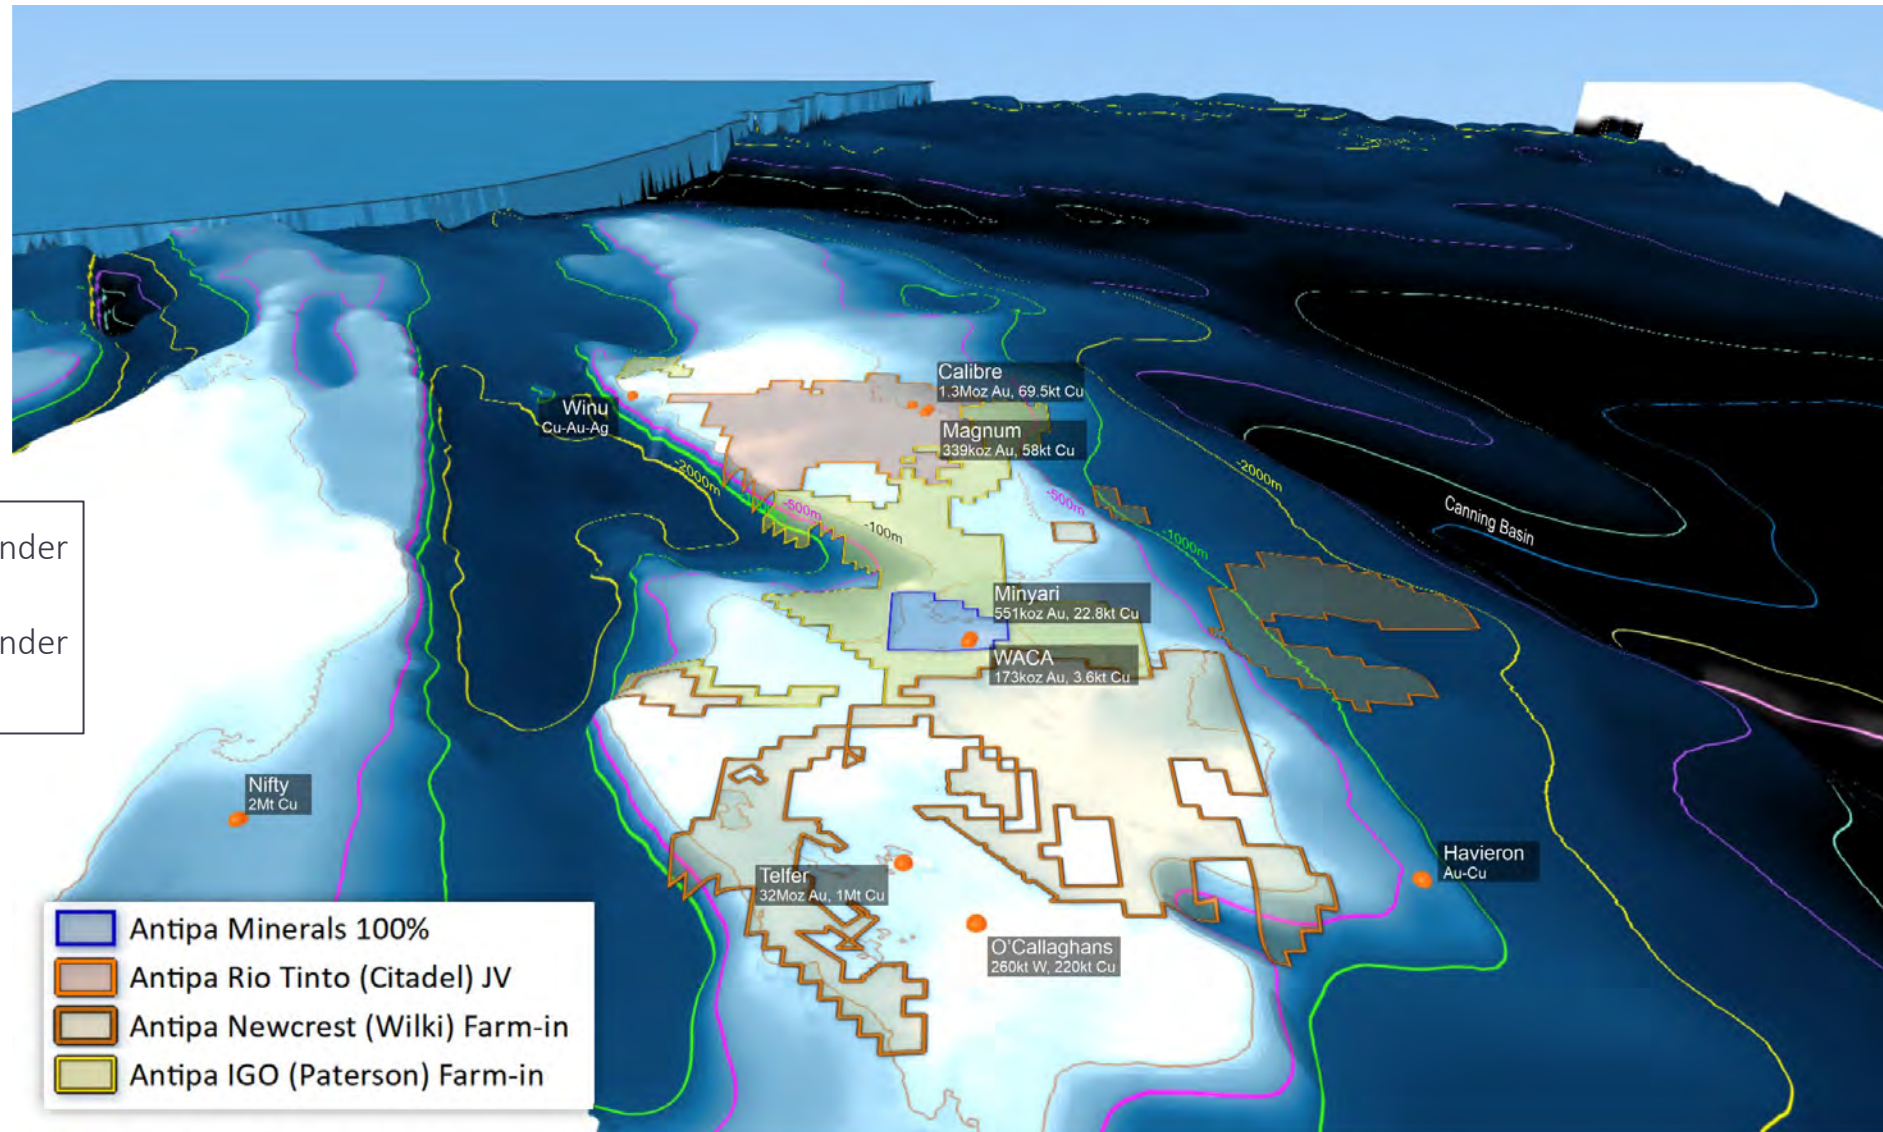 Calibre
1.3Moz Au, 69.5kt Cu
Winu
Cu-Au-Ag
Magnum
339koz Au, 58kt Cu
-2000m
-500m
-100m
-500m
-1000m
-2000m
Canning Basin
nder
nder
Minyari
551koz Au, 22.8kt Cu
WACA
173koz Au, 3.6kt Cu
Nifty
2Mt Cu
Telfer
32Moz Au, 1Mt Cu
Havieron
Au-Cu
O'Callaghans
260kt W, 220kt Cu
Antipa Minerals 100%
Antipa Rio Tinto (Citadel) JV
Antipa Newcrest (Wilki) Farm-in
Antipa IGO (Paterson) Farm-in